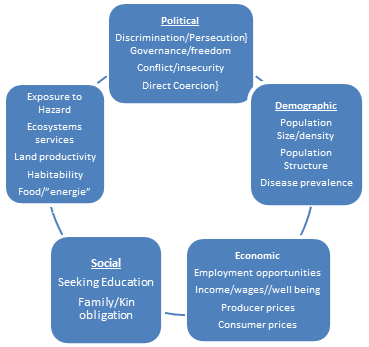 Political
Discrimination/Persecution}
Governance/freedom
Conflict/insecurity
Direct Coercion}
Demographic
Population
Size/density
Population
Structure
Disease prevalence
Economic
Employment opportunities
Income/wages//well being
Producer prices
Consumer prices
Social
Seeking Education
Family/Kin
obligation
Exposure to
Hazard
Ecosystems
services
Land productivity
Habitability
Food/"energie"